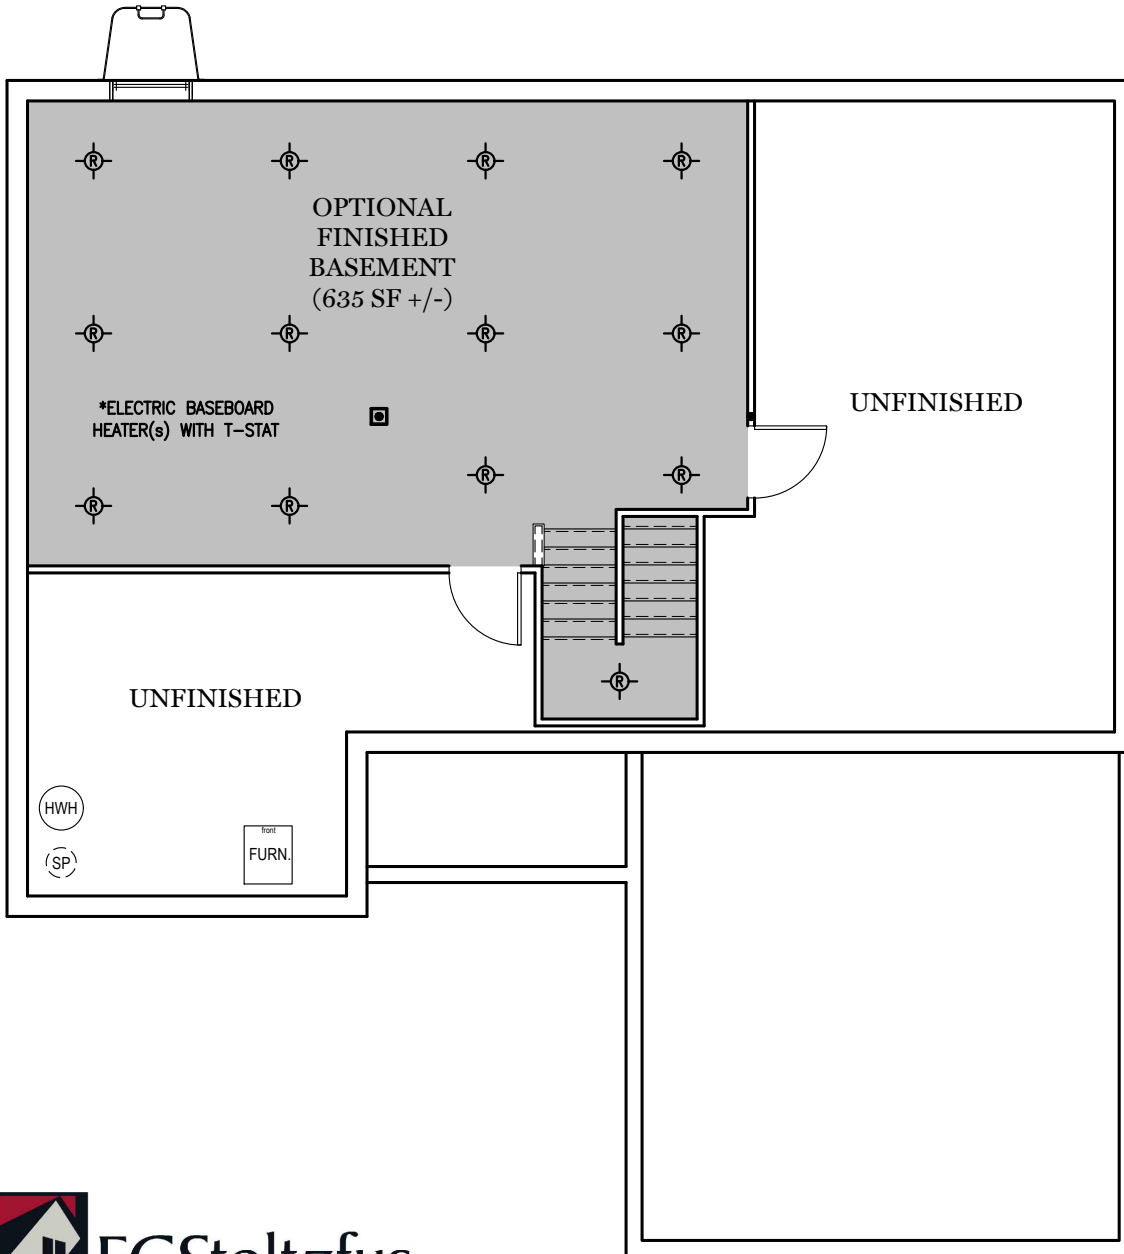 R R R R
OPTIONAL
FINISHED
BASEMENT
(635 SF +/-)
R R R R
*ELECTRIC BASEBOARD
HEATER(s) WITH T-STAT
UNFINISHED
R R
R R
R
UNFINISHED
HWH
SP
front
FURN.
EGStoltzfus